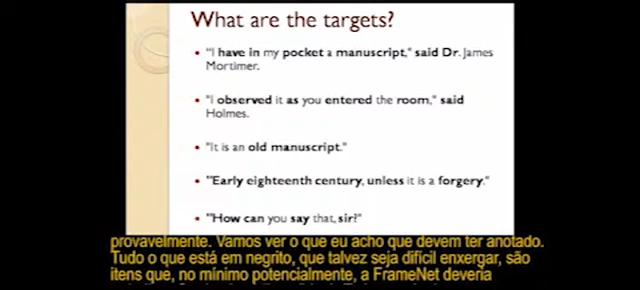 What are the targets?
• "I have in my pocket a manuscript," said Dr. James
Mortimer.
• "I observed it as you entered the room," said
Holmes.
• "It is an old manuscript."
• "Early eighteenth century, unless it is a forgery."
• "How can you say that, sir?"
provavelmente. Vamos ver o que eu acho que devem ter anotado.
Tudo o que está em negrito, que talvez seja difícil enxergar, são
itens que, no mínimo potencialmente, a FrameNet deveria